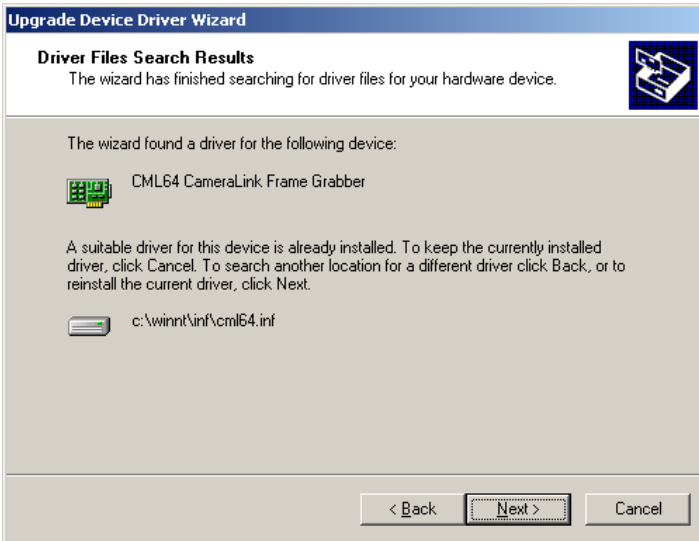 Upgrade Device Driver Wizard
Driver Files Search Results
The wizard has finished searching for driver files for your hardware device.
The wizard found a driver for the following device:
CML64 CameraLink Frame Grabber
A suitable driver for this device is already installed. To keep the currently installed
driver, click Cancel. To search another location for a different driver click Back, or to
reinstall the current driver, click Next.
c:\winnt\inf\cml64.inf
< Back Next > Cancel